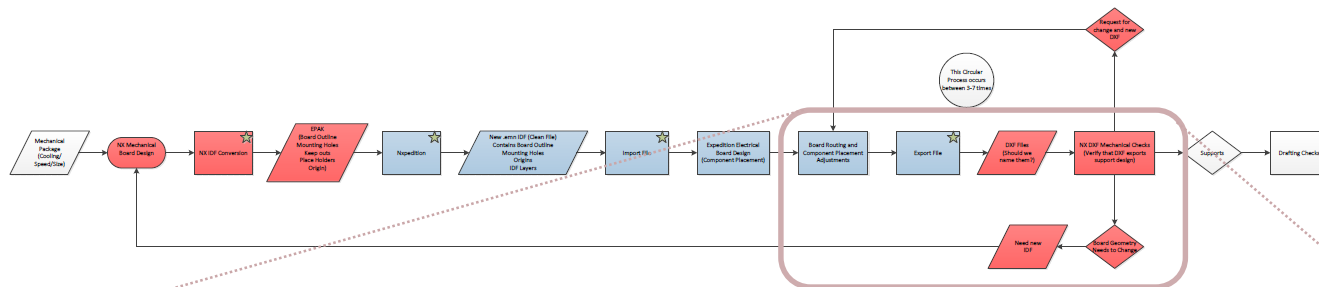 Request for
change and new
DXF
This Circular
Process occurs
between 3-7 times
Mechanical
Package
(Cooling/
Speed/Size)
NX Mechanical
Board Design
NX IDF Conversion
EPAK
(Board Outline
Mounting Holes
Keep outs
Place Holders
Origin)
Nxpedition
New .emn IDF (Clean File)
Contains Board Outline
Mounting Holes
Origins
IDF Layers
Import File
Expedition Electrical
Board Design
(Component Placement)
Board Routing and
Component Placement
Adjustments
Export File
DXF Files
(Should we
name them?)
NX DXF Mechanical Checks
(Verify that DXF exports
support design)
Supports
Drafting Checks
Need new
IDF
Board Geometry
Needs to Change